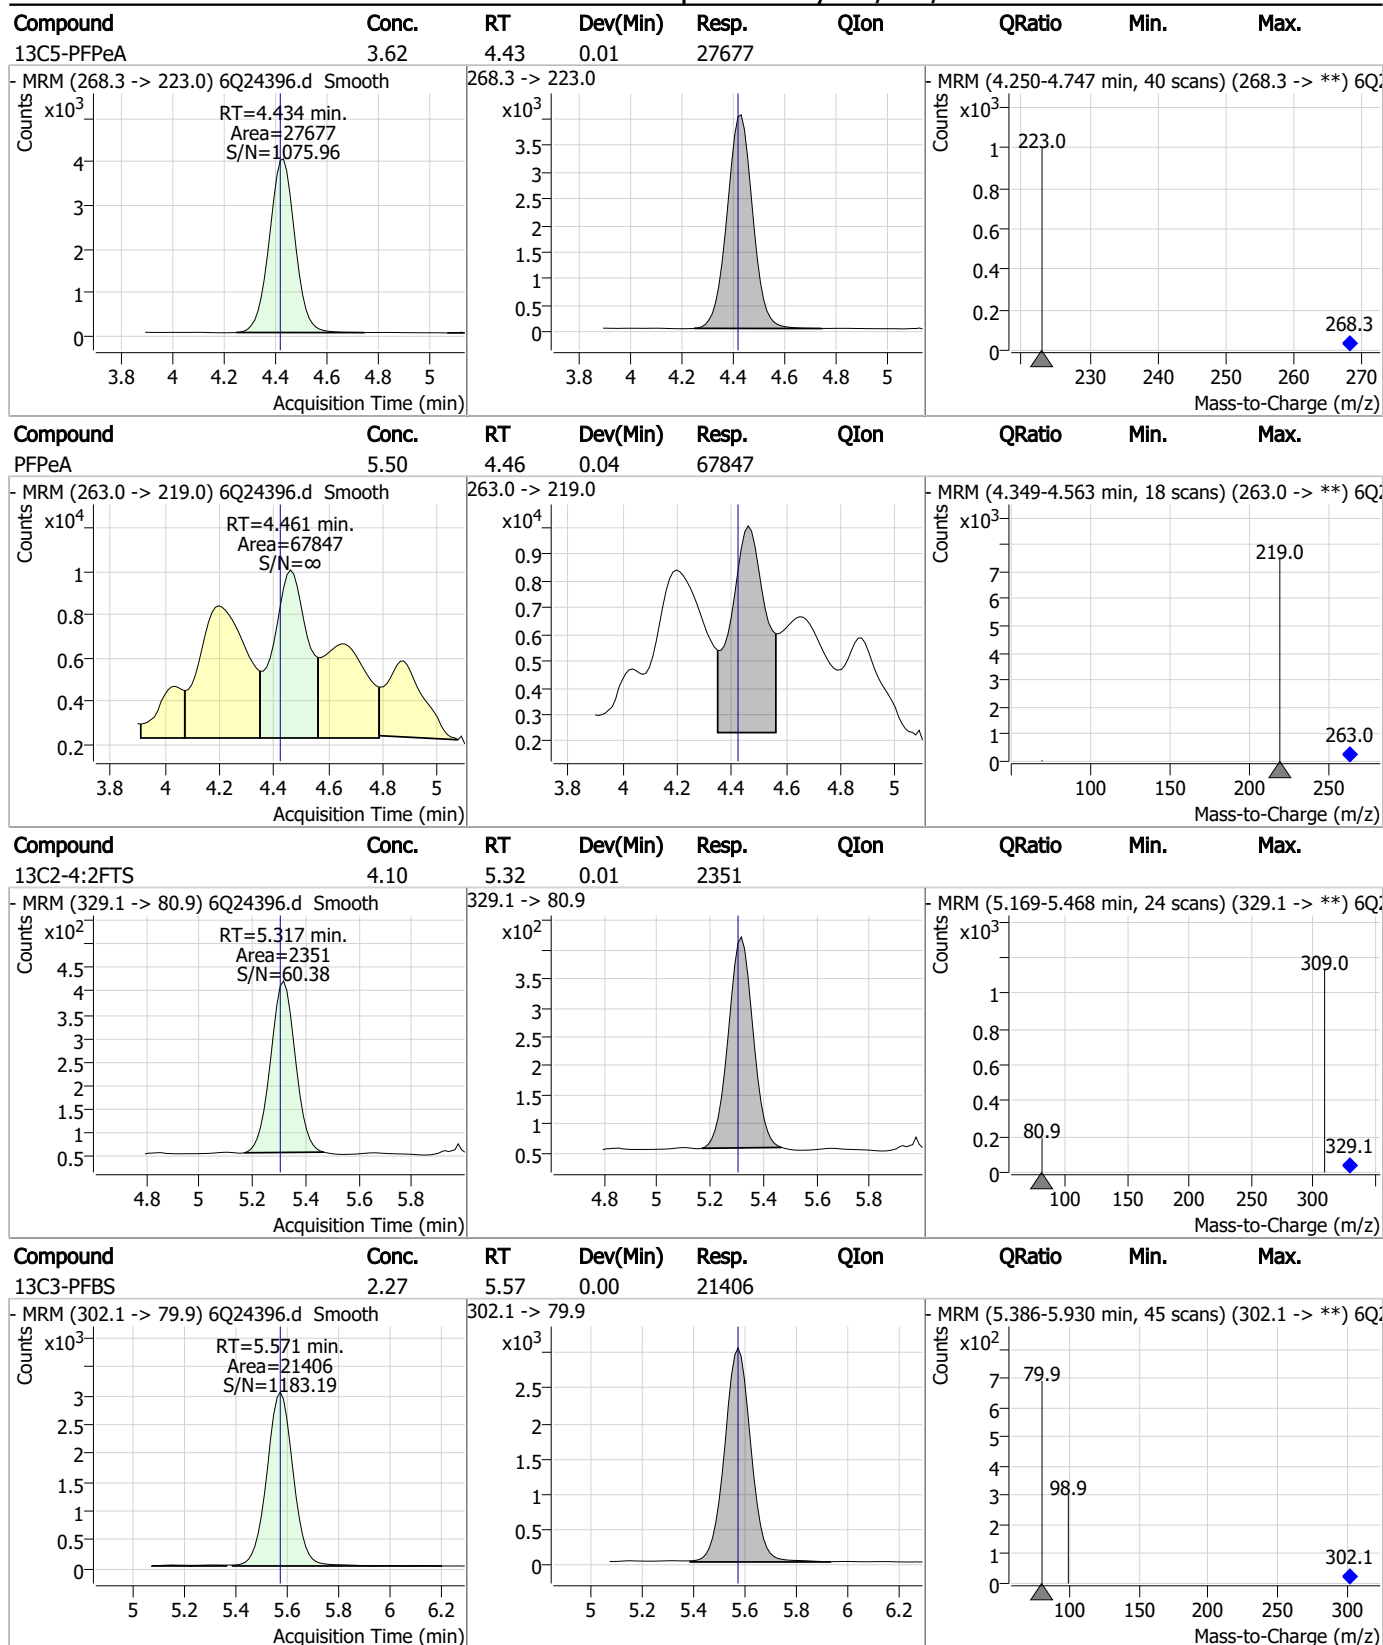 Compound Conc. RT Dev(Min) Resp. QIon QRatio Min. Max.
13C5-PFPeA 3.62 4.43 0.01 27677
- MRM (268.3 -> 223.0) 6Q24396.d Smooth
Counts
x10³
RT=4.434 min.
Area=27677
S/N=1075.96
4
3
2
1
0
3.8 4 4.2 4.4 4.6 4.8 5
Acquisition Time (min)
268.3 -> 223.0
x10³
3.5
3
2.5
2
1.5
1
0.5
0
3.8 4 4.2 4.4 4.6 4.8 5
- MRM (4.250-4.747 min, 40 scans) (268.3 -> **)
Counts
x10³
223.0
1
0.8
0.6
0.4
0.2
0
268.3
230 240 250 260 270
Mass-to-Charge (m/z)
Compound Conc. RT Dev(Min) Resp. QIon QRatio Min. Max.
PFPeA 5.50 4.46 0.04 67847
- MRM (263.0 -> 219.0) 6Q24396.d Smooth
Counts
x10⁴
RT=4.461 min.
Area=67847
S/N=∞
1
0.8
0.6
0.4
0.2
3.8 4 4.2 4.4 4.6 4.8 5
Acquisition Time (min)
263.0 -> 219.0
x10⁴
0.9
0.8
0.7
0.6
0.5
0.4
0.3
0.2
3.8 4 4.2 4.4 4.6 4.8 5
- MRM (4.349-4.563 min, 18 scans) (263.0 -> **)
Counts
x10³
219.0
7
6
5
4
3
2
1
0
263.0
100 150 200 250
Mass-to-Charge (m/z)
Compound Conc. RT Dev(Min) Resp. QIon QRatio Min. Max.
13C2-4:2FTS 4.10 5.32 0.01 2351
- MRM (329.1 -> 80.9) 6Q24396.d Smooth
Counts
x10²
RT=5.317 min.
Area=2351
S/N=60.38
4.5
4
3.5
3
2.5
2
1.5
1
0.5
4.8 5 5.2 5.4 5.6 5.8
Acquisition Time (min)
329.1 -> 80.9
x10²
3.5
3
2.5
2
1.5
1
0.5
4.8 5 5.2 5.4 5.6 5.8
- MRM (5.169-5.468 min, 24 scans) (329.1 -> **)
Counts
x10³
309.0
1
0.8
0.6
0.4
0.2
0
80.9
329.1
100 150 200 250 300
Mass-to-Charge (m/z)
Compound Conc. RT Dev(Min) Resp. QIon QRatio Min. Max.
13C3-PFBS 2.27 5.57 0.00 21406
- MRM (302.1 -> 79.9) 6Q24396.d Smooth
Counts
x10³
RT=5.571 min.
Area=21406
S/N=1183.19
3
2.5
2
1.5
1
0.5
0
5 5.2 5.4 5.6 5.8 6 6.2
Acquisition Time (min)
302.1 -> 79.9
x10³
2.5
2
1.5
1
0.5
0
5 5.2 5.4 5.6 5.8 6 6.2
- MRM (5.386-5.930 min, 45 scans) (302.1 -> **)
Counts
x10²
79.9
7
6
5
4
3
2
1
0
98.9
302.1
100 150 200 250 300
Mass-to-Charge (m/z)